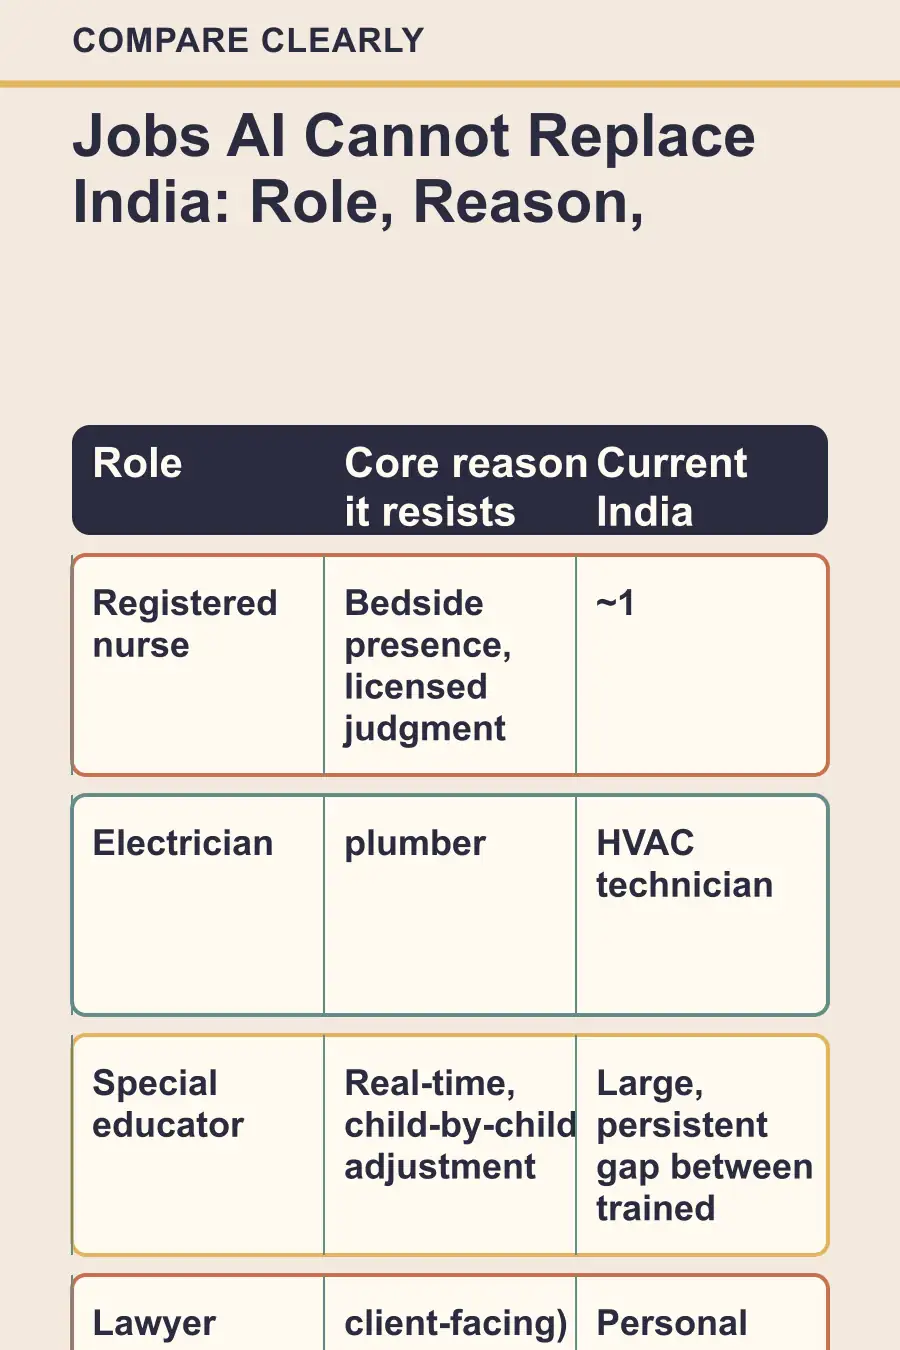 COMPARE CLEARLY
Jobs AI Cannot Replace
India: Role, Reason,
Role
Core reason
it resists
Current
India
Registered
nurse
Bedside
presence,
licensed
judgment
~1
Electrician
plumber
HVAC
technician
Special
educator
Real-time,
child-by-child
adjustment
Large,
persistent
gap between
trained
Lawyer
client-facing)
Personal